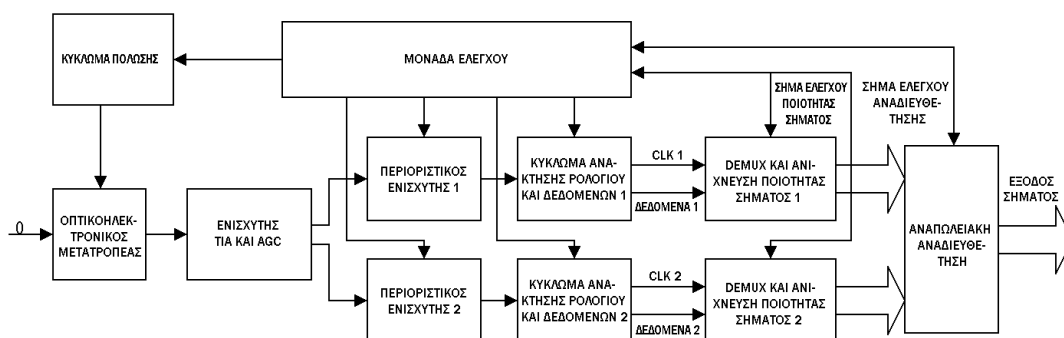 ΚΥΚΛΩΜΑ ΠΟΛΩΣΗΣ
ΜΟΝΑΔΑ ΕΛΕΓΧΟΥ
ΣΗΜΑ ΕΛΕΓΧΟΥ
ΠΟΙΟΤΗΤΑΣ
ΣΗΜΑΤΟΣ
ΣΗΜΑ ΕΛΕΓΧΟΥ
ΑΝΑΔΙΕΥΘΕ-
ΤΗΣΗΣ
ΟΠΤΙΚΟΗΛΕΚ-
ΤΡΟΝΙΚΟΣ
ΜΕΤΑΤΡΟΠΕΑΣ
ΕΝΙΣΧΥΤΗΣ
ΤΙΑ ΚΑΙ AGC
ΠΕΡΙΟΡΙΣΤΙΚΟΣ
ΕΝΙΣΧΥΤΗΣ 1
ΚΥΚΛΩΜΑ ΑΝΑ-
ΚΤΗΣΗΣ ΡΟΛΟΓΙΟΥ
ΚΑΙ ΔΕΔΟΜΕΝΩΝ 1
CLK 1
ΔΕΔΟΜΕΝΑ 1
DEMUX ΚΑΙ ΑΝΙ-
ΧΝΕΥΣΗ ΠΟΙΟΤΗΤΑΣ
ΣΗΜΑΤΟΣ 1
ΠΕΡΙΟΡΙΣΤΙΚΟΣ
ΕΝΙΣΧΥΤΗΣ 2
ΚΥΚΛΩΜΑ ΑΝΑ-
ΚΤΗΣΗΣ ΡΟΛΟΓΙΟΥ
ΚΑΙ ΔΕΔΟΜΕΝΩΝ 2
CLK 2
ΔΕΔΟΜΕΝΑ 2
DEMUX ΚΑΙ ΑΝΙ-
ΧΝΕΥΣΗ ΠΟΙΟΤΗΤΑΣ
ΣΗΜΑΤΟΣ 2
ΑΝΑΠΩΛΕΙΑΚΗ
ΑΝΑΔΙΕΥΘΕ-
ΤΗΣΗ
ΕΞΟΔΟΣ
ΣΗΜΑΤΟΣ